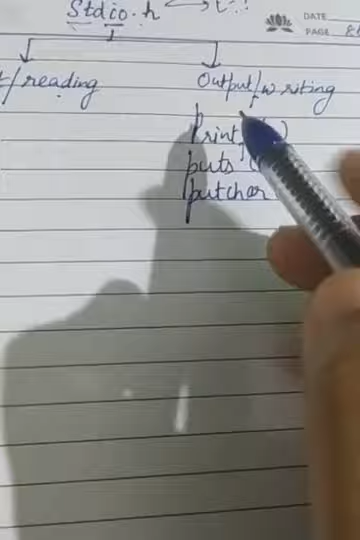 Stdio.h
DATE
PAGE
t/reading
Output/writing
print )
puts (
putchar